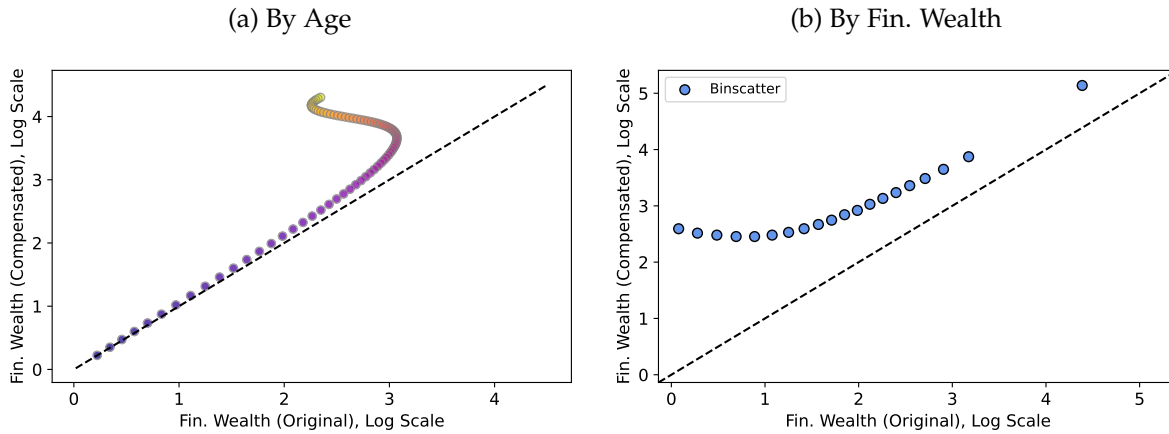 (a) By Age
Fin. Wealth (Compensated), Log Scale
4
3
2
1
0
0 1 2 3 4
Fin. Wealth (Original), Log Scale
(b) By Fin. Wealth
Binscatter
Fin. Wealth (Compensated), Log Scale
5
4
3
2
1
0
0 1 2 3 4 5
Fin. Wealth (Original), Log Scale